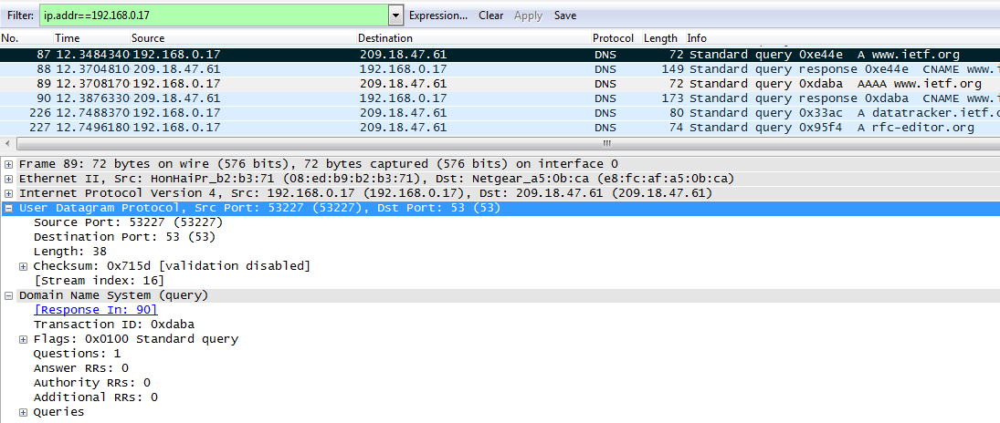 Filter: ip.addr==192.168.0.17 Expression... Clear Apply Save
No. Time Source Destination Protocol Length Info
87 12.3484340 192.168.0.17 209.18.47.61 DNS 72 Standard query 0xe44e A www.ietf.org
88 12.3704810 209.18.47.61 192.168.0.17 DNS 149 Standard query response 0xe44e CNAME www.i
89 12.3708170 192.168.0.17 209.18.47.61 DNS 72 Standard query 0xdaba AAAA www.ietf.org
90 12.3876330 209.18.47.61 192.168.0.17 DNS 173 Standard query response 0xdaba CNAME www.i
226 12.7488370 192.168.0.17 209.18.47.61 DNS 80 Standard query 0x33ac A datatracker.ietf.o
227 12.7496180 192.168.0.17 209.18.47.61 DNS 74 Standard query 0x95f4 A rfc-editor.org
Frame 89: 72 bytes on wire (576 bits), 72 bytes captured (576 bits) on interface 0
Ethernet II, Src: HonHaiPr_b2:b3:71 (08:ed:b9:b2:b3:71), Dst: Netgear_a5:0b:ca (e8:fc:af:a5:0b:ca)
Internet Protocol Version 4, Src: 192.168.0.17 (192.168.0.17), Dst: 209.18.47.61 (209.18.47.61)
User Datagram Protocol, Src Port: 53227 (53227), Dst Port: 53 (53)
Source Port: 53227 (53227)
Destination Port: 53 (53)
Length: 38
Checksum: 0x715d [validation disabled]
[Stream index: 16]
Domain Name System (query)
[Response In: 90]
Transaction ID: 0xdaba
Flags: 0x0100 Standard query
Questions: 1
Answer RRs: 0
Authority RRs: 0
Additional RRs: 0
Queries